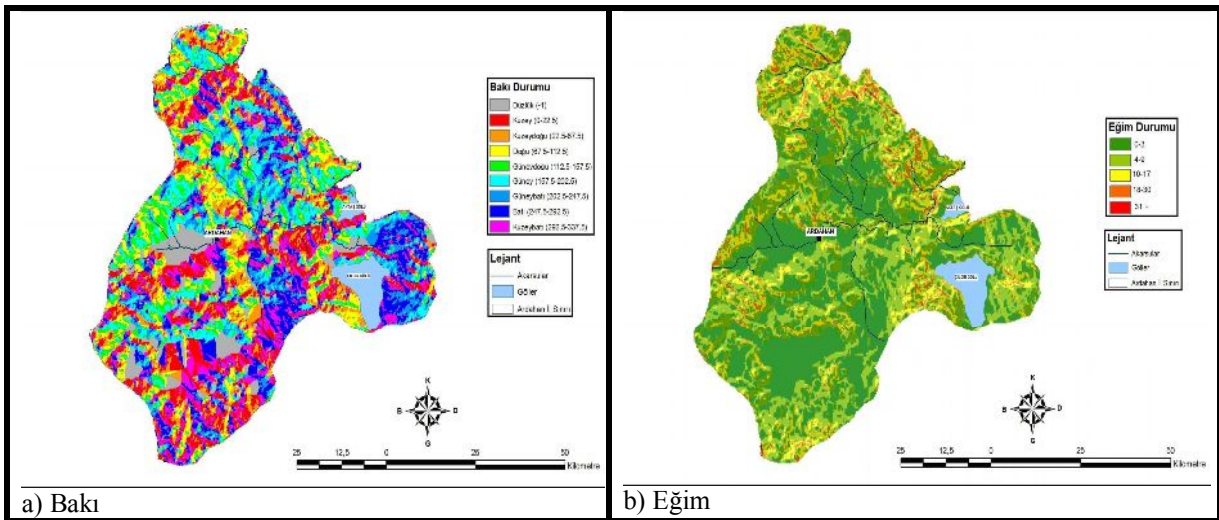 Bakı Durumu
Düzlük (-1)
Kuzey (0-22.5)
Kuzeydoğu (22.5-67.5)
Doğu (67.5-112.5)
Güneydoğu (112.5-157.5)
Güney (157.5-202.5)
Güneybatı (202.5-247.5)
Batı (247.5-292.5)
Kuzeybatı (292.5-337.5)
Lejant
Akarsular
Göller
Ardahan İl Sınırı
ARDAHAN
K
B
D
G
25
12,5
0
25
50
Kilometre
a) Bakı
Eğim Durumu
0-3
4-9
10-17
18-30
31 -
Lejant
Akarsular
Göller
Ardahan İl Sınırı
ARDAHAN
K
B
D
G
25
12,5
0
25
50
Kilometre
b) Eğim